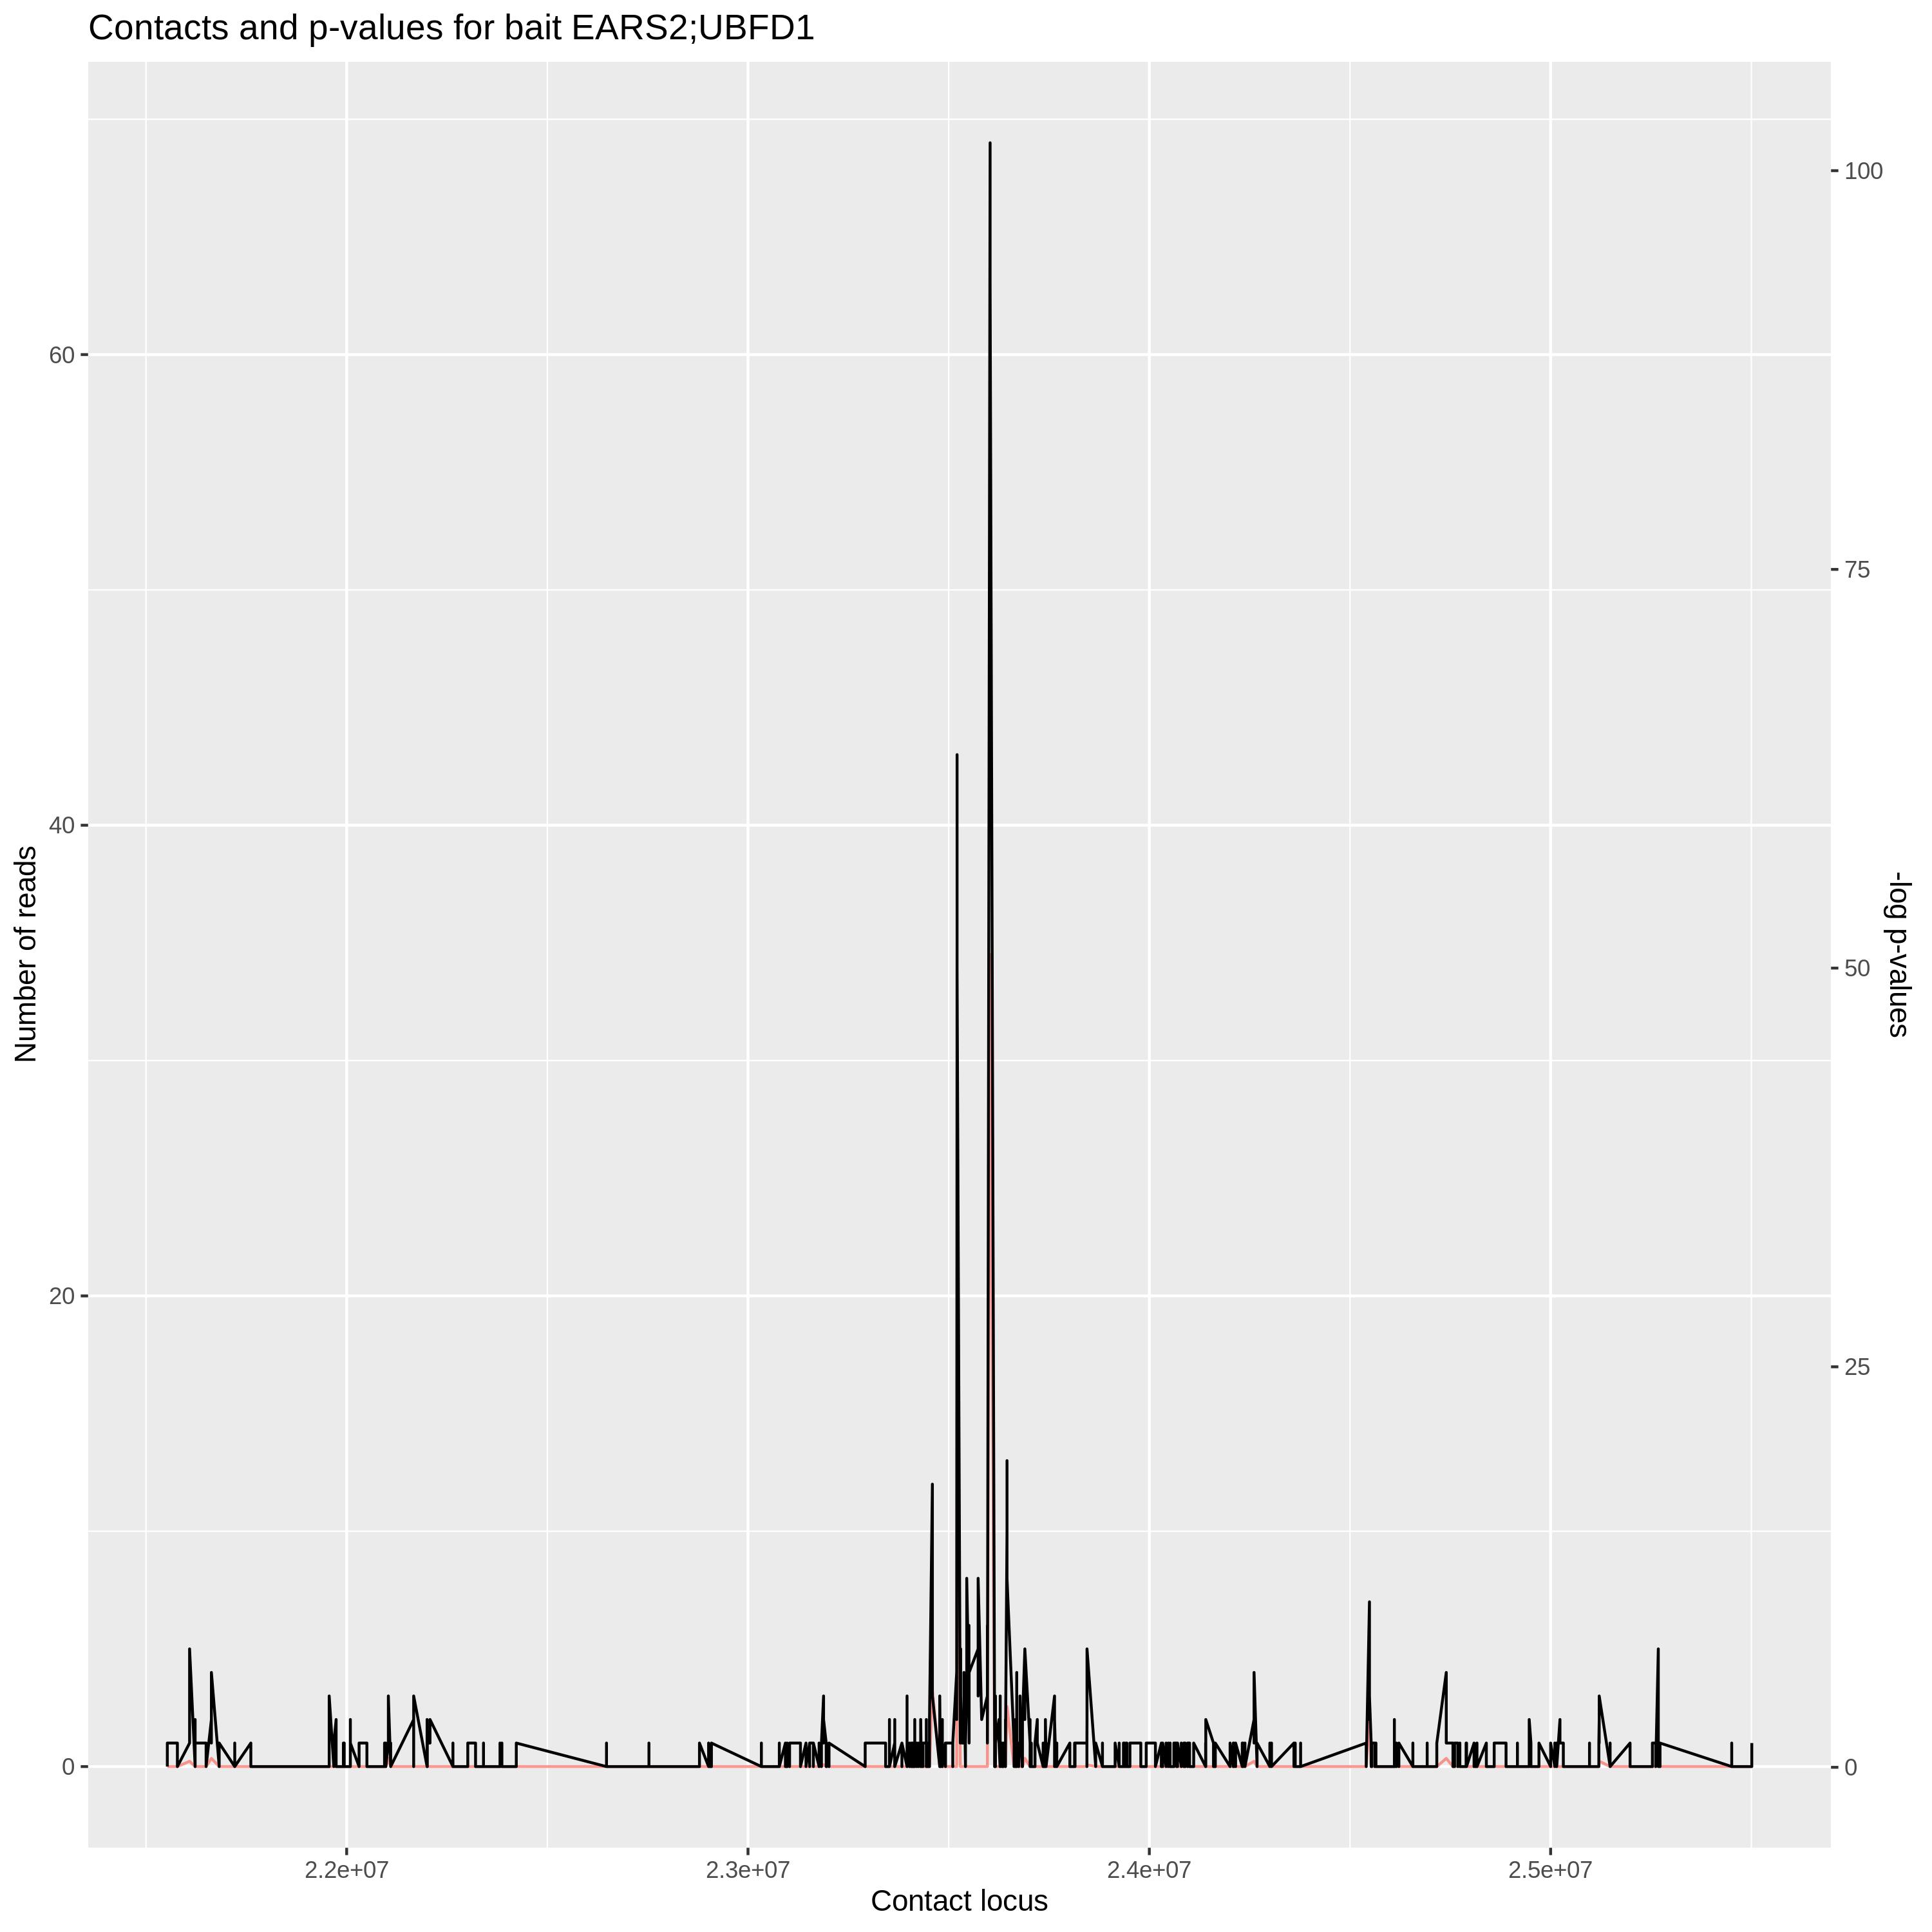 Contacts and p-values for bait EARS2;UBFD1
100
60
75
40
Number of reads
-log p-values
50
20
25
0
0
2.2e+07
2.3e+07
2.4e+07
2.5e+07
Contact locus